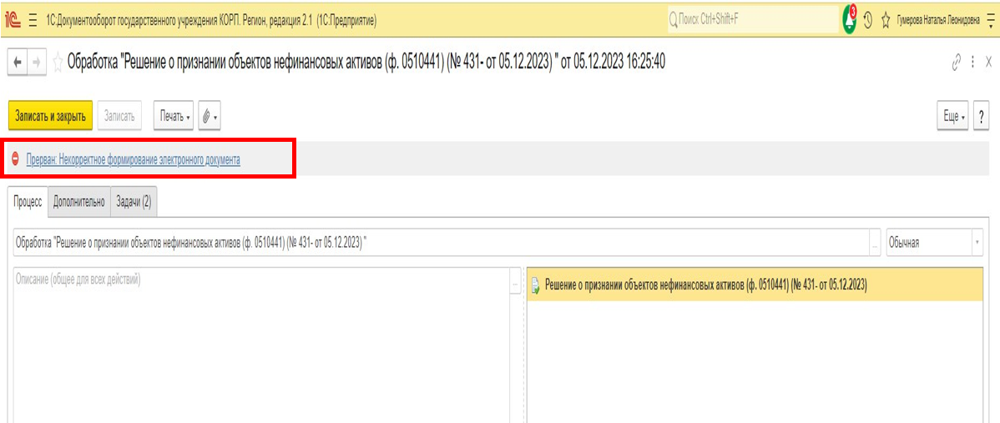 1С:Документооборот государственного учреждения КОРП. Регион, редакция 2.1 (1С:Предприятие)
Поиск Ctrl+Shift+F
3
Гумерова Наталья Леонидовна
Обработка "Решение о признании объектов нефинансовых активов (ф. 0510441) (№ 431- от 05.12.2023) " от 05.12.2023 16:25:40
Записать и закрыть
Записать
Печать
Еще
?
Прерван: Некорректное формирование электронного документа
Процесс
Дополнительно
Задачи (2)
Обработка "Решение о признании объектов нефинансовых активов (ф. 0510441) (№ 431- от 05.12.2023) "
...
Обычная
Описание (общее для всех действий)
...
Решение о признании объектов нефинансовых активов (ф. 0510441) (№ 431- от 05.12.2023)